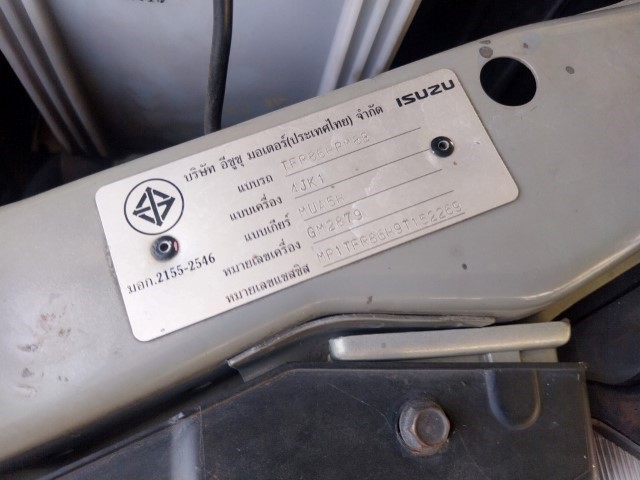 ISUZU
บริษัท อีซูซุ มอเตอร์(ประเทศไทย) จำกัด
แบบรถ
แบบเครื่อง 4JK1
แบบเกียร์
หมายเลขเครื่อง GM2879
หมายเลขแชสซิส MP1TFR86H9T152269
มอก.2155-2546